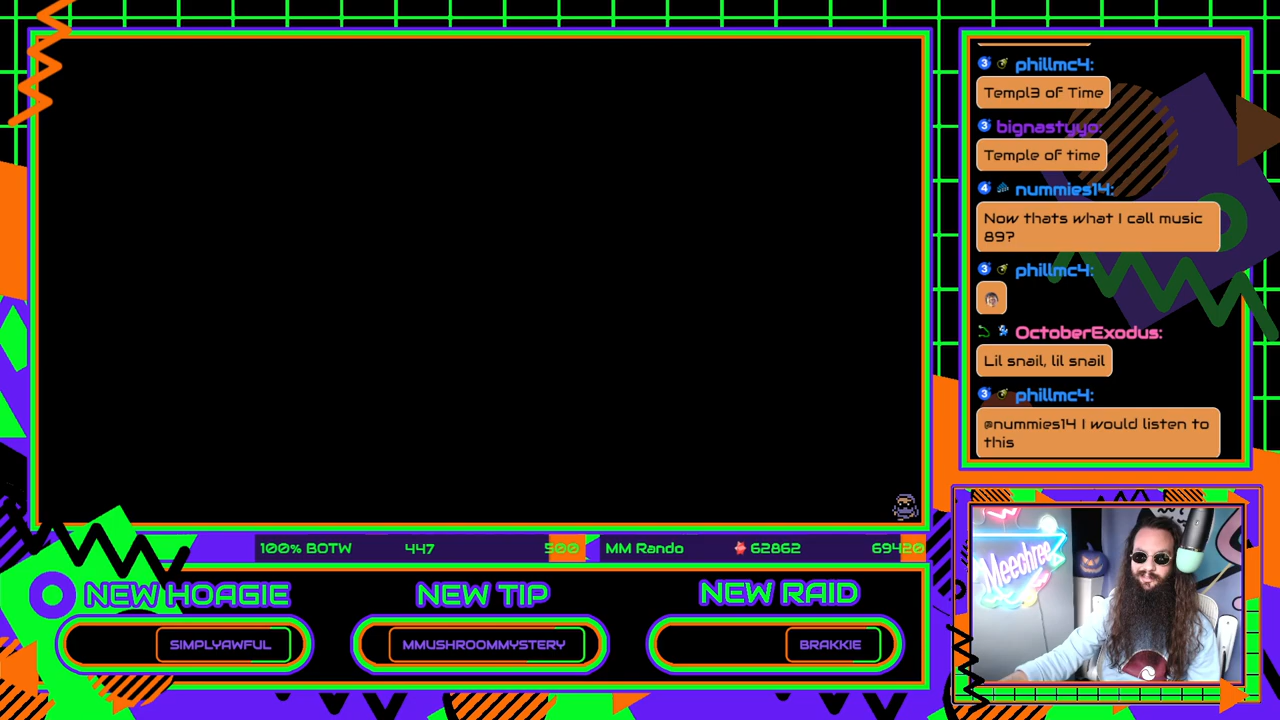 phillmc4:
Templ3 of Time
bignastyyo:
Temple of time
nummies14:
Now thats what I call music
89?
phillmc4:
OctoberExodus:
Lil snail, lil snail
phillmc4:
@nummies14 I would listen to
this
100% BOTW 447 500
MM Rando 62862 69420
NEW HOAGIE
NEW TIP
NEW RAID
SIMPLYAWFUL
MMUSHROOMMYSTERY
BRAKKIE
Meechree